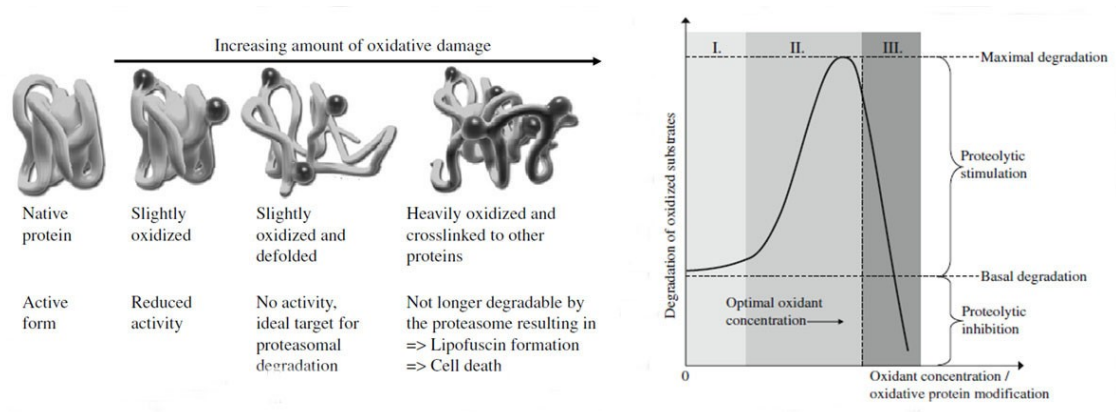 Increasing amount of oxidative damage
Native
protein
Slightly
oxidized
Slightly
oxidized and
defolded
Heavily oxidized and
crosslinked to other
proteins
Active
form
Reduced
activity
No activity,
ideal target for
proteasomal
degradation
Not longer degradable by
the proteasome resulting in
=> Lipofuscin formation
=> Cell death
Degradation of oxidized substrates
I.
II.
III.
Maximal degradation
Proteolytic
stimulation
Basal degradation
Optimal oxidant
concentration
Proteolytic
inhibition
0
Oxidant concentration /
oxidative protein modification